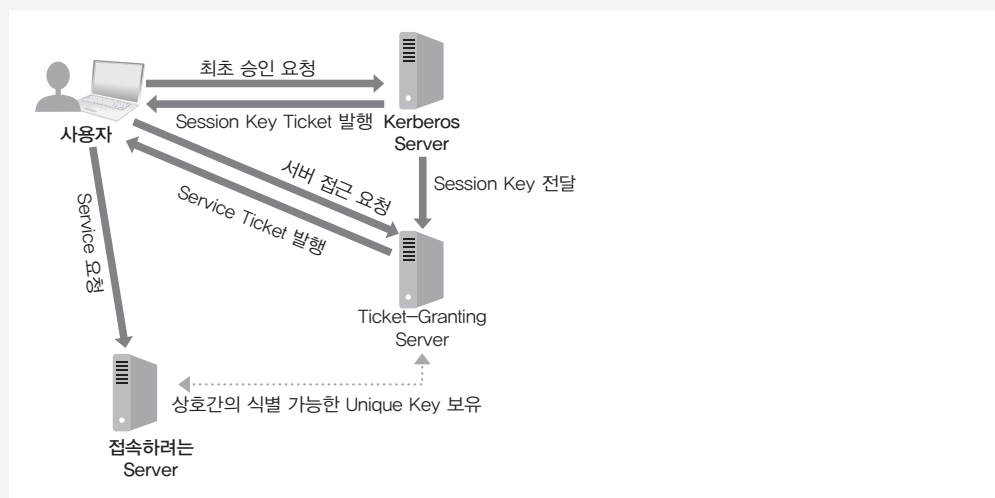 최초 승인 요청
Session Key Ticket 발행
Kerberos
Server
사용자
Session Key 전달
서버 접근 요청
Service Ticket 발행
Service 요청
Ticket-Granting
Server
상호간의 식별 가능한 Unique Key 보유
접속하려는
Server